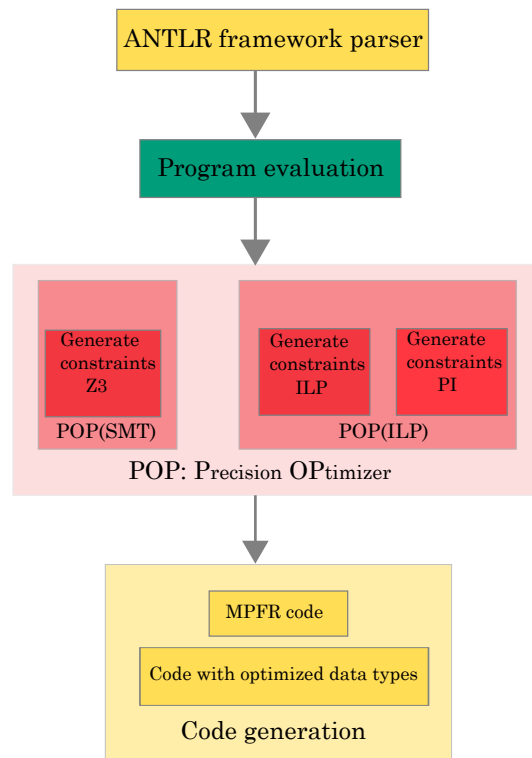 ANTLR framework parser
Program evaluation
Generate
constraints
Z3
POP(SMT)
Generate
constraints
ILP
Generate
constraints
PI
POP(ILP)
POP: Precision OPtimizer
MPFR code
Code with optimized data types
Code generation